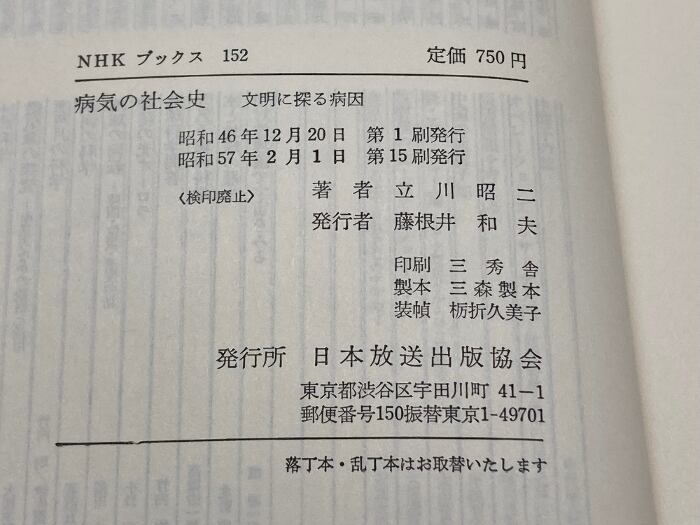 NHK ブックス 152 定価 750円
病気の社会史 文明に探る病因
昭和46年12月20日 第1刷発行
昭和57年2月1日 第15刷発行
〈検印廃止〉 著者 立川昭二
発行者 藤根井和夫
印刷 三秀舎
製本 三森製本
装幀 栃折久美子
発行所 日本放送出版協会
東京都渋谷区宇田川町 41-1
郵便番号150振替東京1-49701
落丁本・乱丁本はお取替いたします